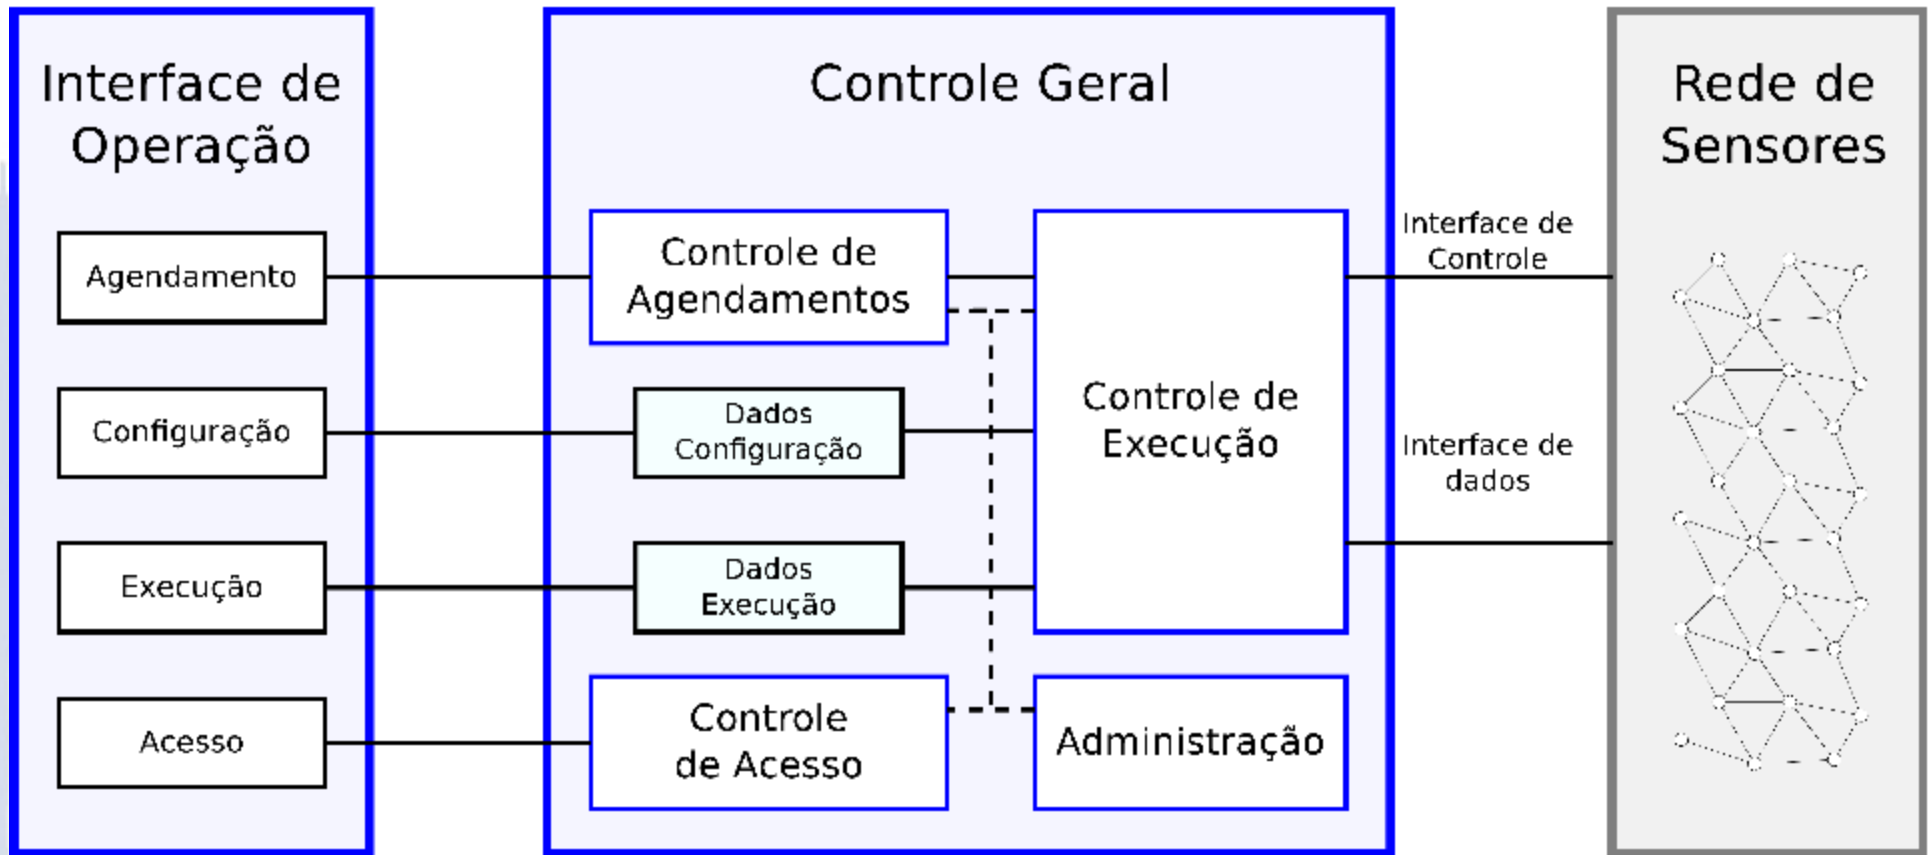 Interface de
Operação
Agendamento
Configuração
Execução
Acesso
Controle Geral
Controle de
Agendamentos
Dados
Configuração
Dados
Execução
Controle
de Acesso
Controle de
Execução
Administração
Interface de
Controle
Interface de
dados
Rede de
Sensores